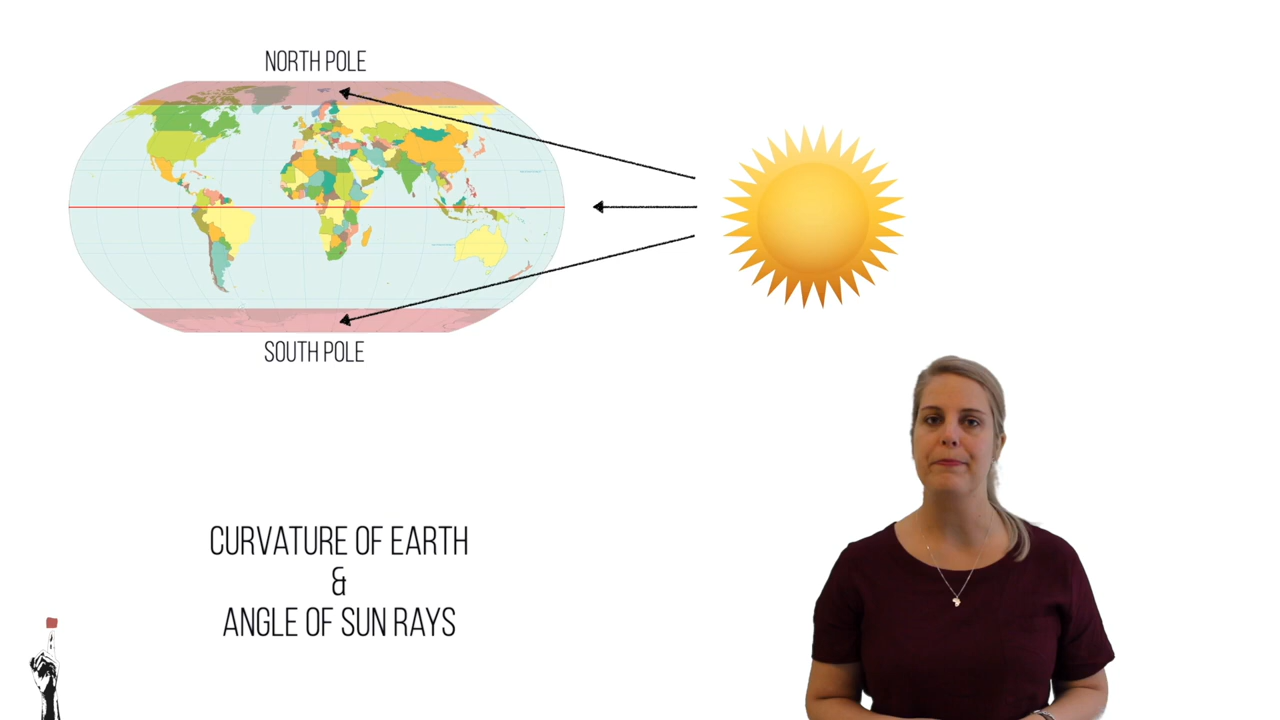 NORTH POLE
SOUTH POLE
CURVATURE OF EARTH
&
ANGLE OF SUN RAYS